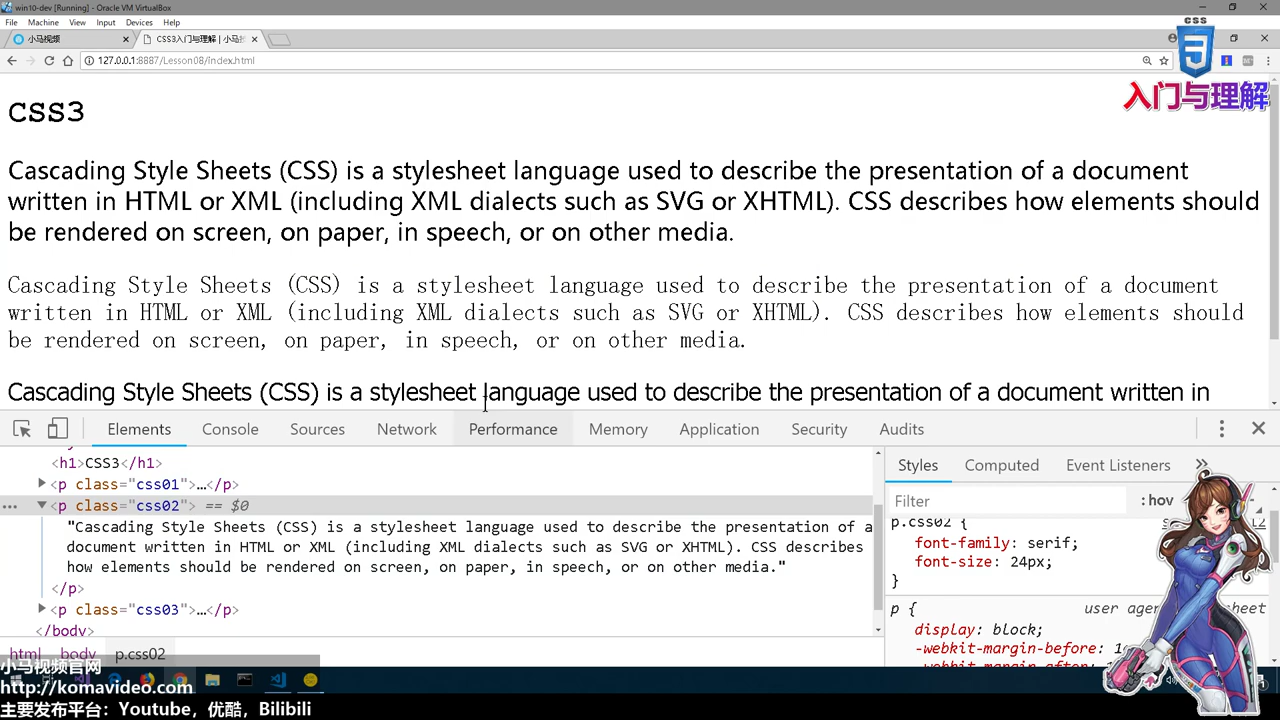 win10-dev [Running] - Oracle VM VirtualBox
File Machine View Input Devices Help
小马视频
CSS3入门与理解 | 小马
127.0.0.1:8887/Lesson08/index.html
CSS
3
入门与理解
CSS3
Cascading Style Sheets (CSS) is a stylesheet language used to describe the presentation of a document
written in HTML or XML (including XML dialects such as SVG or XHTML). CSS describes how elements should
be rendered on screen, on paper, in speech, or on other media.
Cascading Style Sheets (CSS) is a stylesheet language used to describe the presentation of a document
written in HTML or XML (including XML dialects such as SVG or XHTML). CSS describes how elements should
be rendered on screen, on paper, in speech, or on other media.
Cascading Style Sheets (CSS) is a stylesheet language used to describe the presentation of a document written in
Elements Console Sources Network Performance Memory Application Security Audits
<h1>CSS3</h1>
<p class="css01">…</p>
<p class="css02"> == $0
"Cascading Style Sheets (CSS) is a stylesheet language used to describe the presentation of a
document written in HTML or XML (including XML dialects such as SVG or XHTML). CSS describes
how elements should be rendered on screen, on paper, in speech, or on other media."
</p>
<p class="css03">…</p>
</body>
html body p.css02
Styles Computed Event Listeners
Filter :hov
p.css02 {
font-family: serif;
font-size: 24px;
}
p { user agent
display: block;
-webkit-margin-before:
-webkit-margin-after:
小马视频官网
http://komavideo.com
主要发布平台：Youtube，优酷，Bilibili